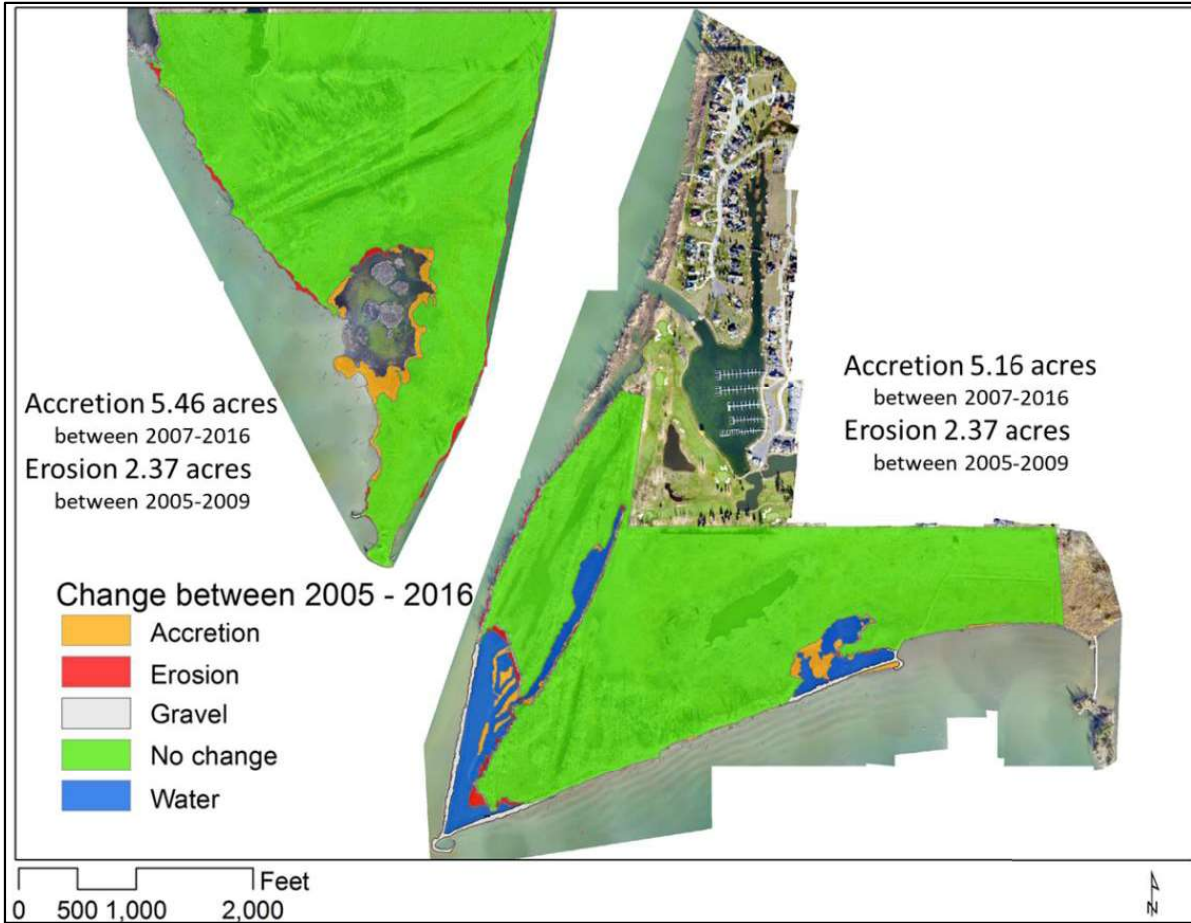 Accretion 5.46 acres
between 2007-2016
Erosion 2.37 acres
between 2005-2009
Accretion 5.16 acres
between 2007-2016
Erosion 2.37 acres
between 2005-2009
Change between 2005 - 2016
Accretion
Erosion
Gravel
No change
Water
Feet
0 500 1,000 2,000
N